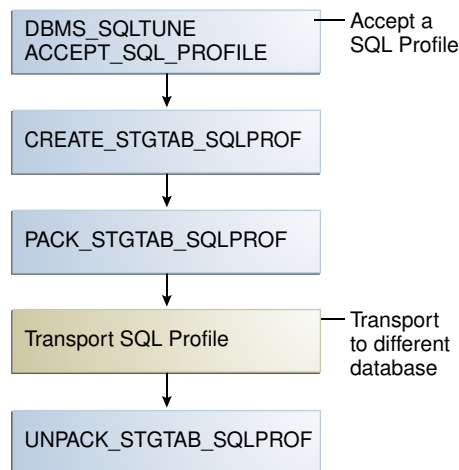 DBMS_SQLTUNE
ACCEPT_SQL_PROFILE
Accept a
SQL Profile
CREATE_STGTAB_SQLPROF
PACK_STGTAB_SQLPROF
Transport SQL Profile
Transport
to different
database
UNPACK_STGTAB_SQLPROF